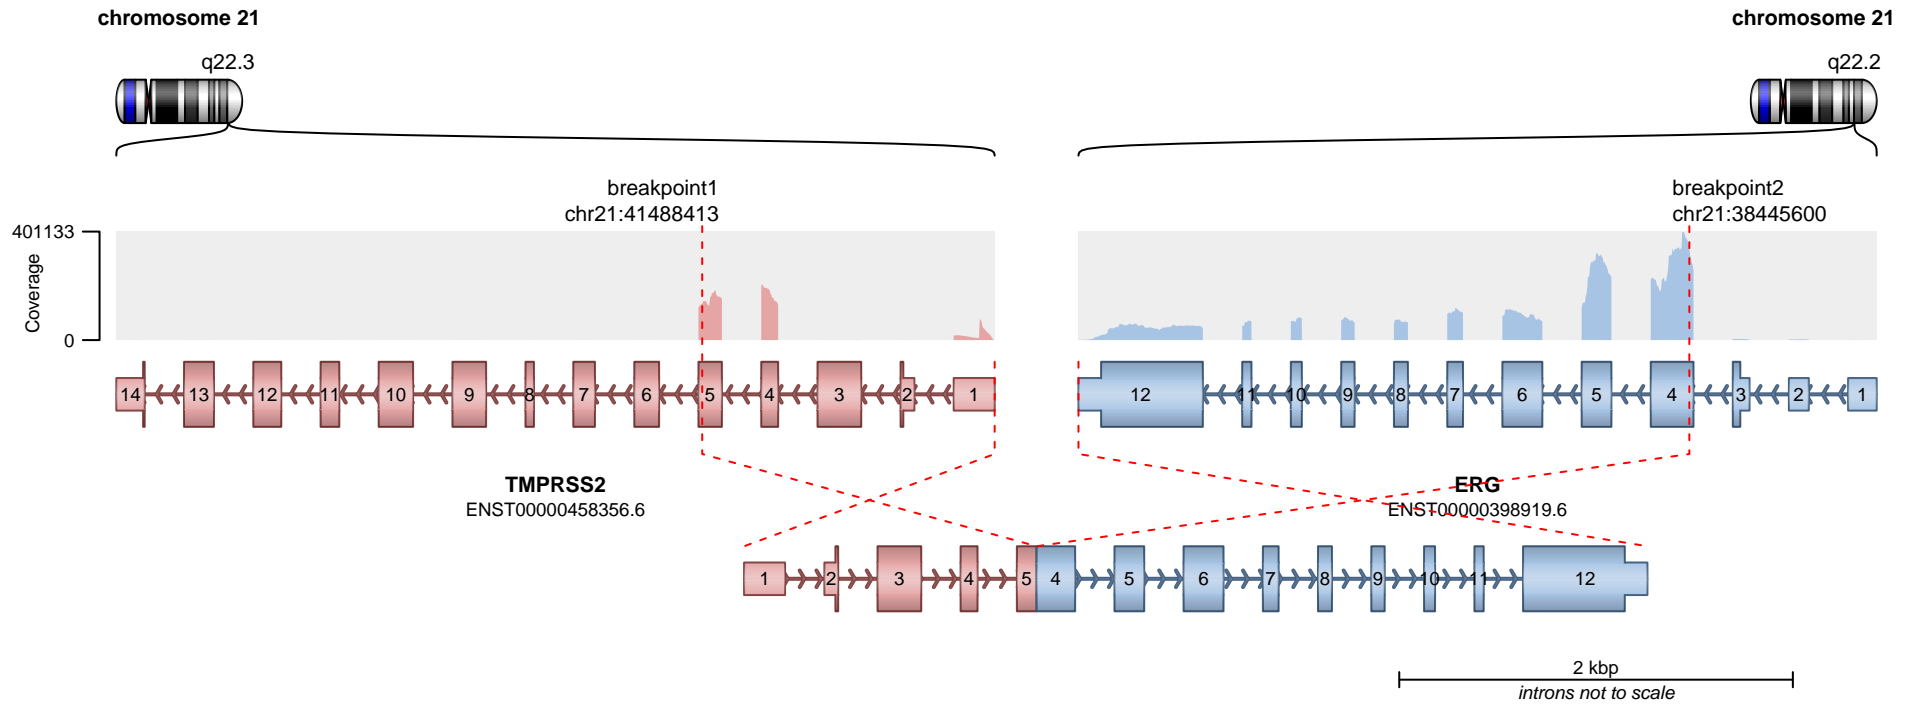 chromosome 21
chromosome 21
q22.3
q22.2
breakpoint1
chr21:41488413
breakpoint2
chr21:38445600
401133
Coverage
0
14 13 12 11 10 9 8 7 6 5 4 3 2 1
12 11 10 9 8 7 6 5 4 3 2 1
TMPRSS2
ENST00000458356.6
ERG
ENST00000398919.6
1 2 3 4 5 4 5 6 7 8 9 10 11 12
2 kbp
introns not to scale